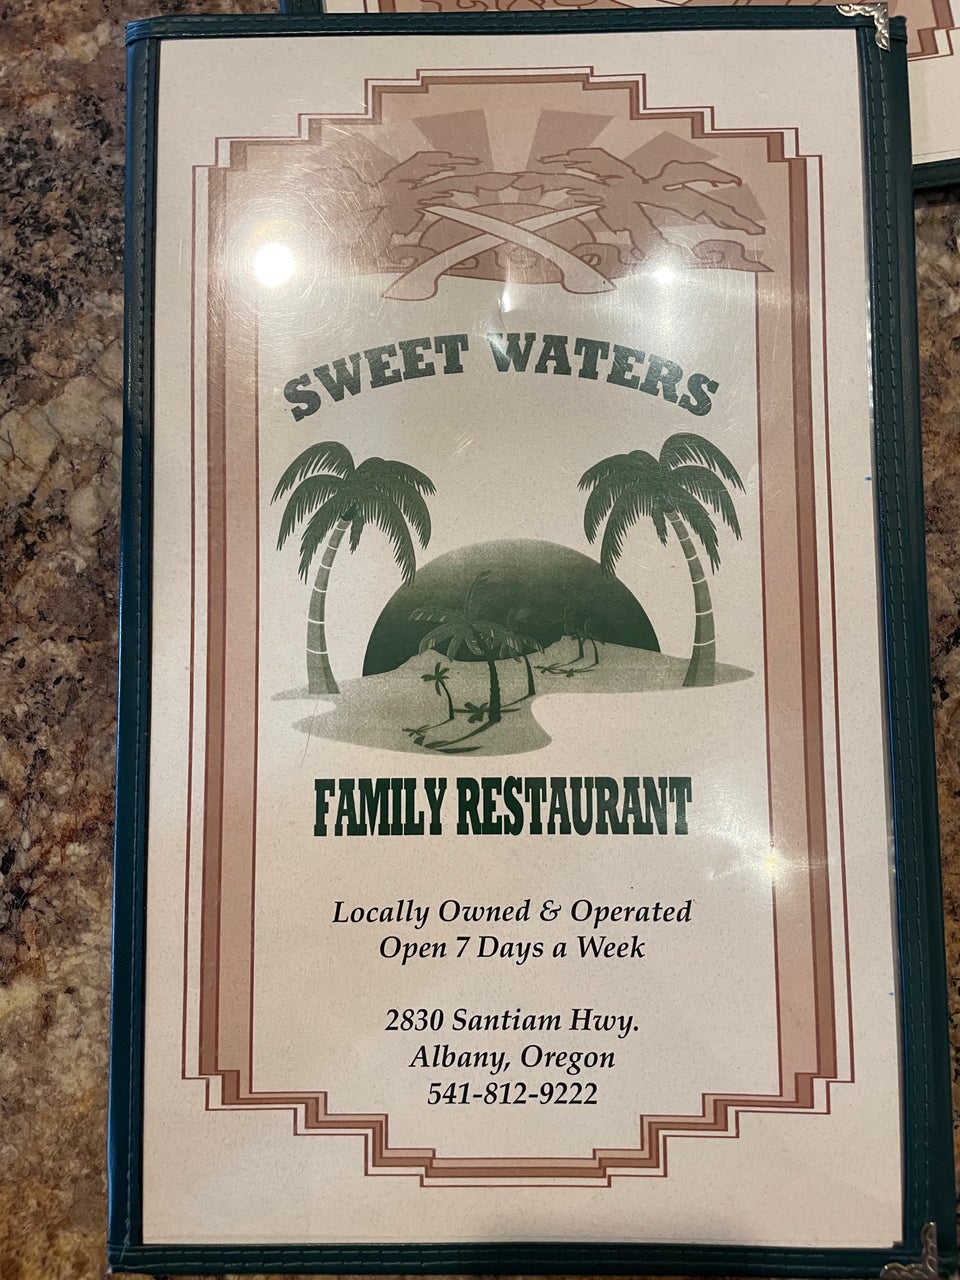 SWEET WATERS
FAMILY RESTAURANT
Locally Owned & Operated
Open 7 Days a Week
2830 Santiam Hwy.
Albany, Oregon
541-812-9222